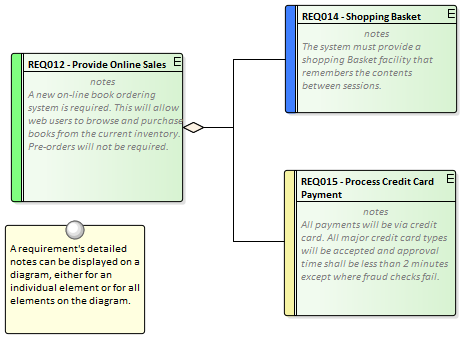 REQ012 - Provide Online Sales
E
notes
A new on-line book ordering
system is required. This will allow
web users to browse and purchase
books from the current inventory.
Pre-orders will not be required.
REQ014 - Shopping Basket
E
notes
The system must provide a
shopping Basket facility that
remembers the contents
between sessions.
REQ015 - Process Credit Card
Payment
E
notes
All payments will be via credit
card. All major credit card types
will be accepted and approval
time shall be less than 2 minutes
except where fraud checks fail.
A requirement's detailed
notes can be displayed on a
diagram, either for an
individual element or for all
elements on the diagram.